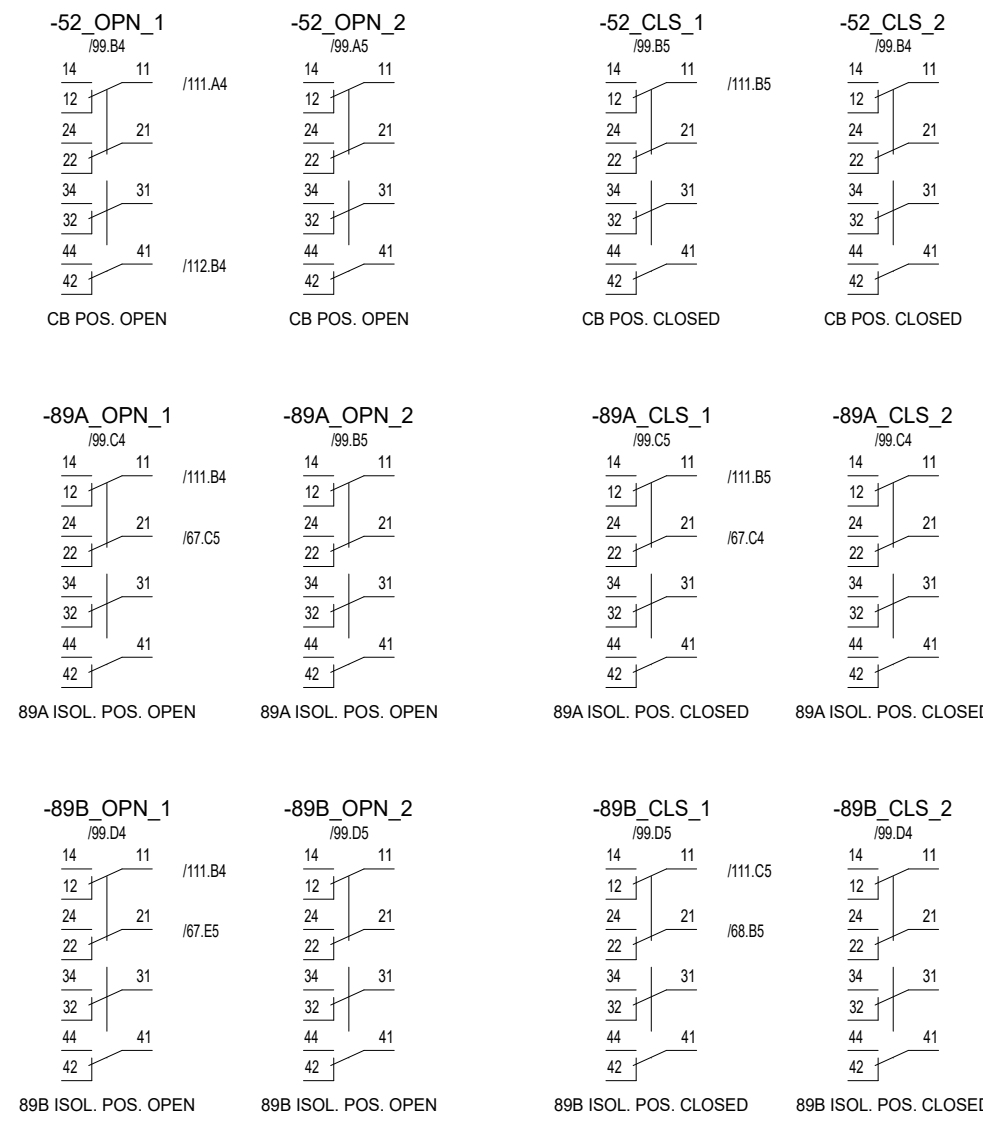 -52_OPN_1 -52_OPN_2 -52_CLS_1 -52_CLS_2
/99.B4 /99.A5 /99.B5 /99.B4
14 11 14 11 14 11 14 11
/111.A4 /111.B5
12 12 12 12
24 21 24 21 24 21 24 21
22 22 22 22
34 31 34 31 34 31 34 31
32 32 32 32
44 41 44 41 44 41 44 41
/112.B4
42 42 42 42
CB POS. OPEN CB POS. OPEN CB POS. CLOSED CB POS. CLOSED
-89A_OPN_1 -89A_OPN_2 -89A_CLS_1 -89A_CLS_2
/99.C4 /99.B5 /99.C5 /99.C4
14 11 14 11 14 11 14 11
/111.B4 /111.B5
12 12 12 12
24 21 24 21 24 21 24 21
/67.C5 /67.C4
22 22 22 22
34 31 34 31 34 31 34 31
32 32 32 32
44 41 44 41 44 41 44 41
42 42 42 42
89A ISOL. POS. OPEN 89A ISOL. POS. OPEN 89A ISOL. POS. CLOSED 89A ISOL. POS. CLOSED
-89B_OPN_1 -89B_OPN_2 -89B_CLS_1 -89B_CLS_2
/99.D4 /99.D5 /99.D5 /99.D4
14 11 14 11 14 11 14 11
/111.B4 /111.C5
12 12 12 12
24 21 24 21 24 21 24 21
/67.E5 /68.B5
22 22 22 22
34 31 34 31 34 31 34 31
32 32 32 32
44 41 44 41 44 41 44 41
42 42 42 42
89B ISOL. POS. OPEN 89B ISOL. POS. OPEN 89B ISOL. POS. CLOSED 89B ISOL. POS. CLOSED